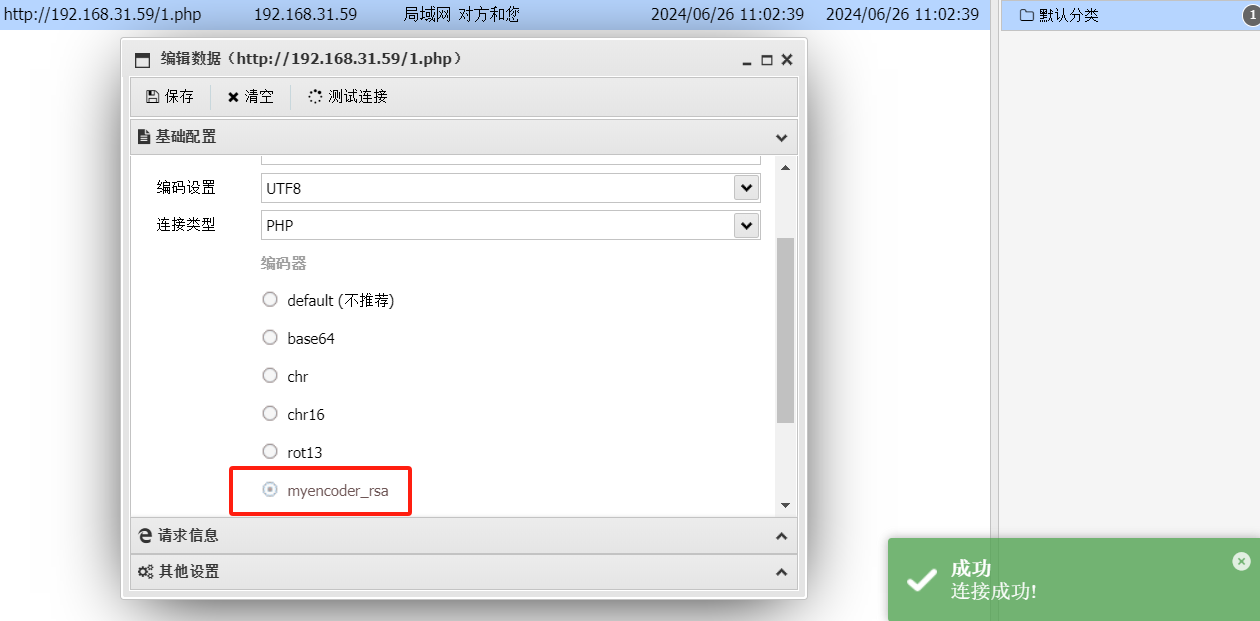 http://192.168.31.59/1.php 192.168.31.59 局域网 对方和您 2024/06/26 11:02:39 2024/06/26 11:02:39 默认分类 1
编辑数据（http://192.168.31.59/1.php）
保存 清空 测试连接
基础配置
编码设置 UTF8
连接类型 PHP
编码器
default (不推荐)
base64
chr
chr16
rot13
myencoder_rsa
请求信息
其他设置
成功
连接成功!